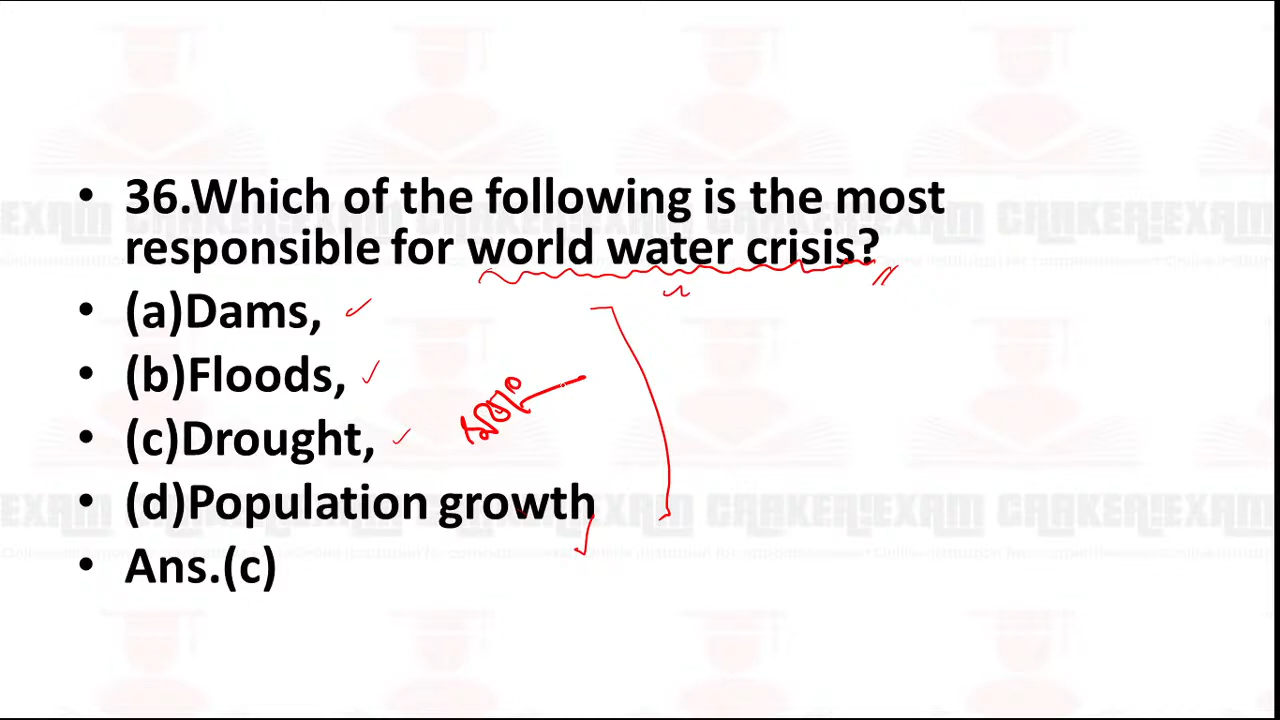 • 36.Which of the following is the most
responsible for world water crisis?
• (a)Dams,
• (b)Floods,
• (c)Drought,
• (d)Population growth
• Ans.(c)